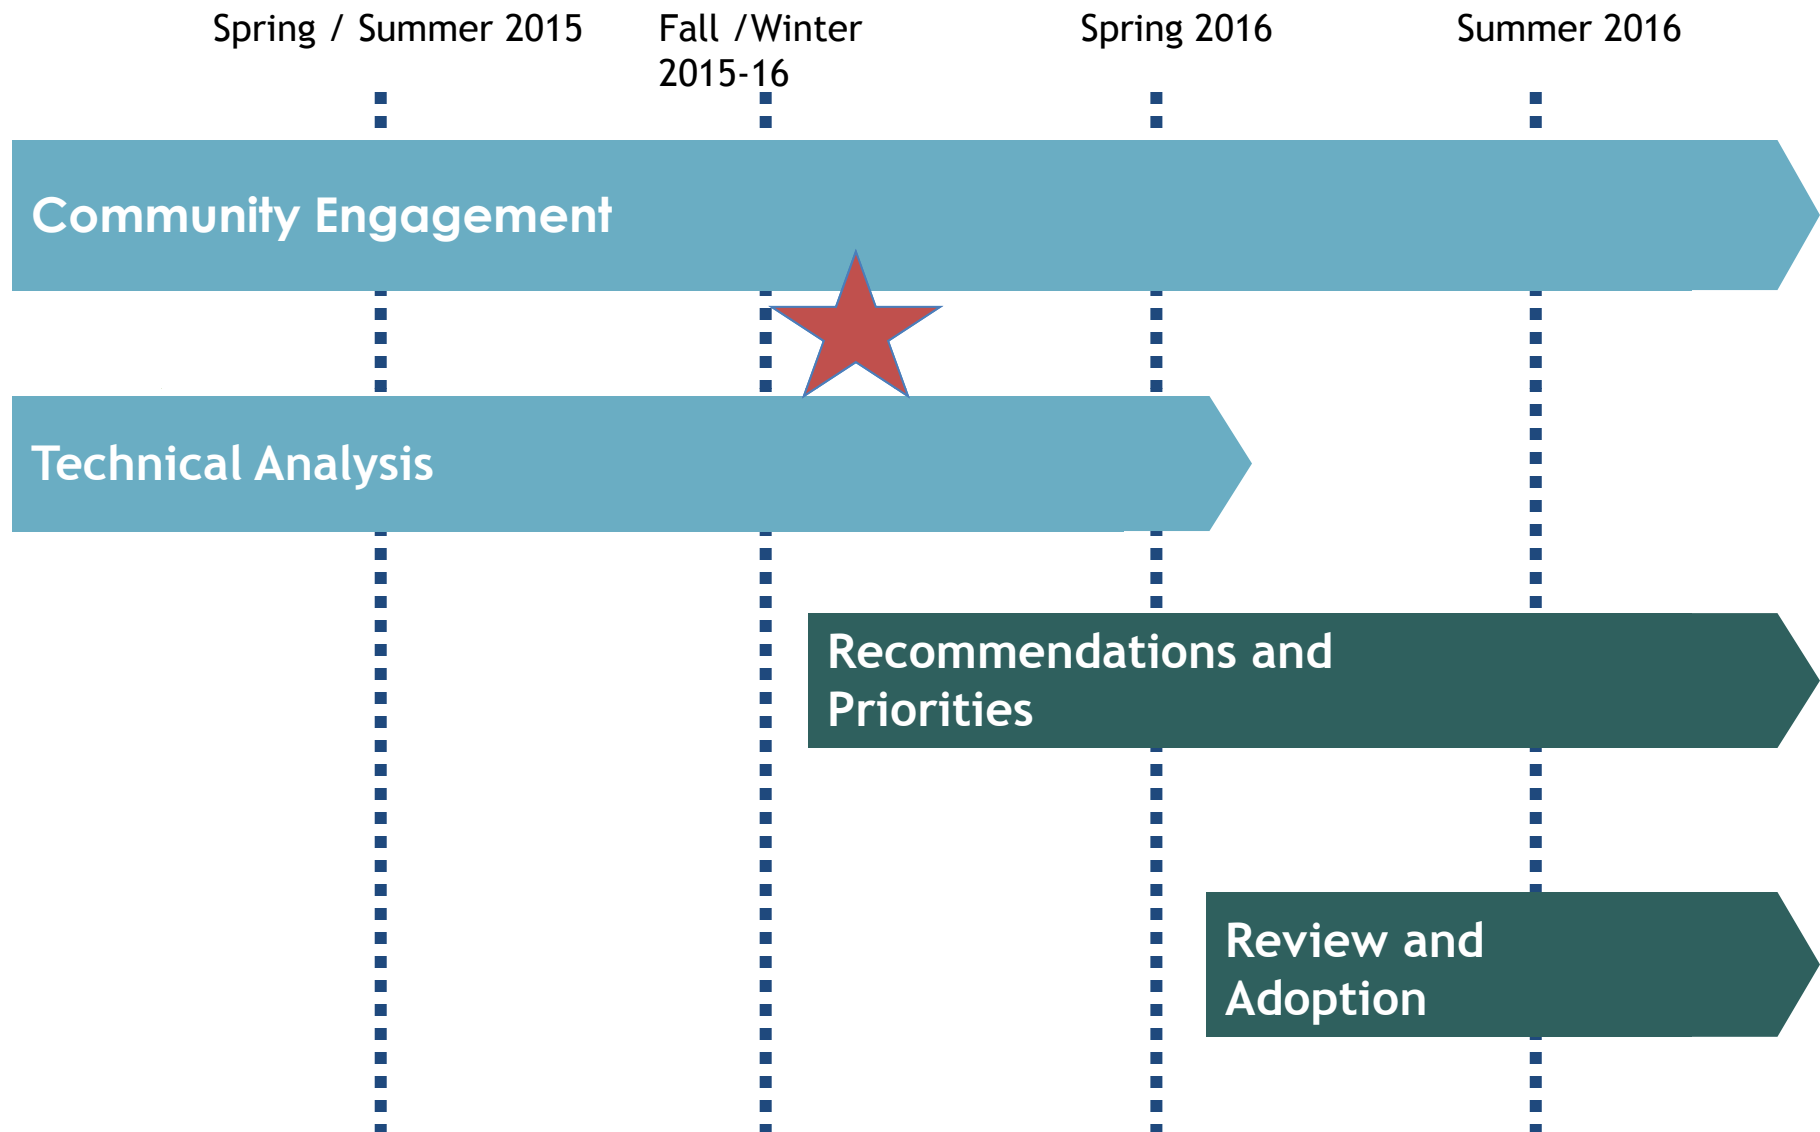 Spring / Summer 2015
Fall /Winter
2015-16
Spring 2016
Summer 2016
Community Engagement
Technical Analysis
Recommendations and
Priorities
Review and
Adoption